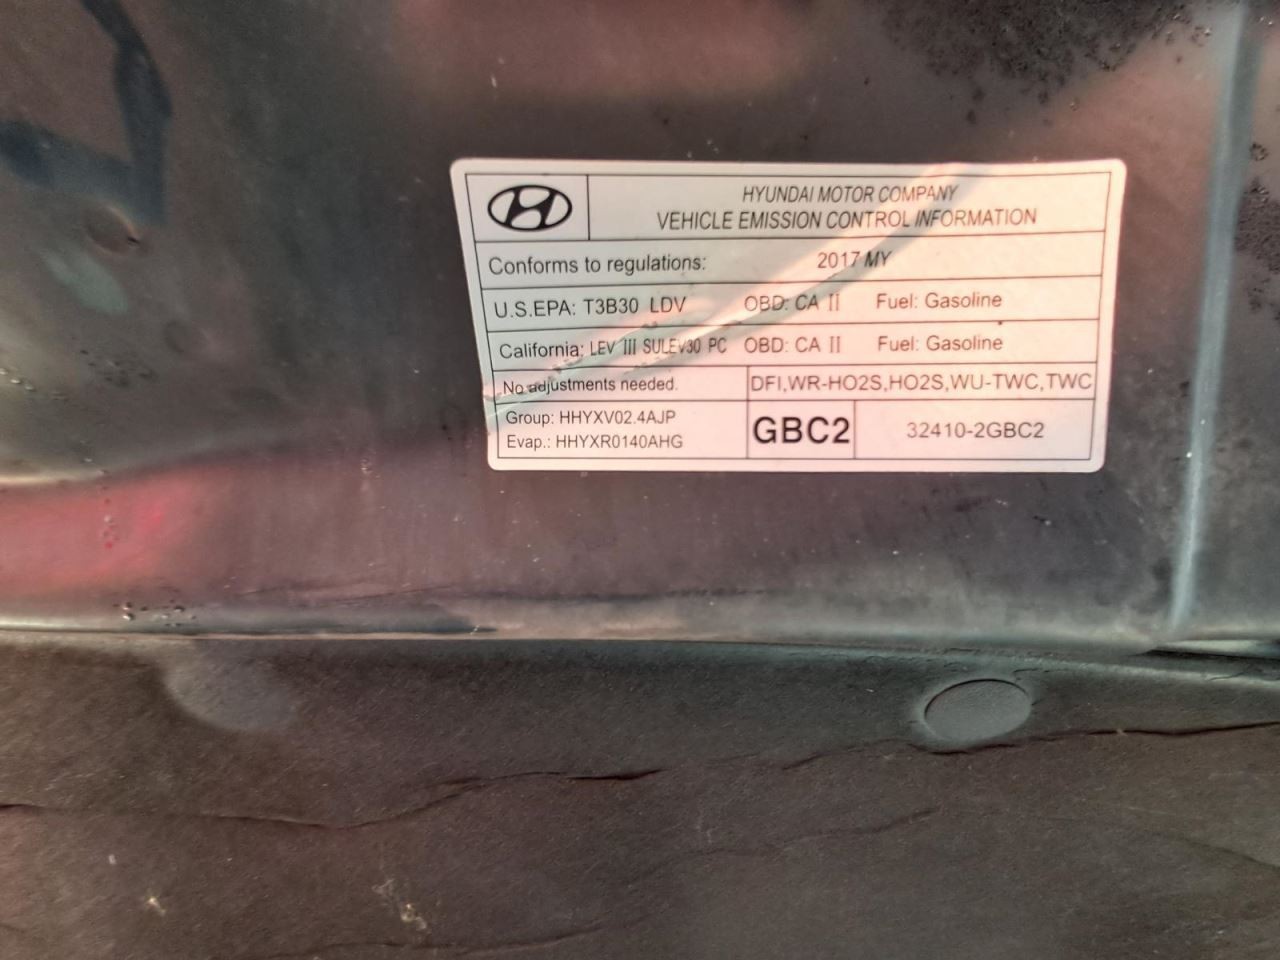 HYUNDAI MOTOR COMPANY
VEHICLE EMISSION CONTROL INFORMATION
Conforms to regulations: 2017 MY
U.S.EPA: T3B30 LDV OBD: CA II Fuel: Gasoline
California: LEV III SULEV30 PC OBD: CA II Fuel: Gasoline
No adjustments needed. DFI,WR-HO2S,HO2S,WU-TWC,TWC
Group: HHYXV02.4AJP
Evap.: HHYXR0140AHG
GBC2
32410-2GBC2